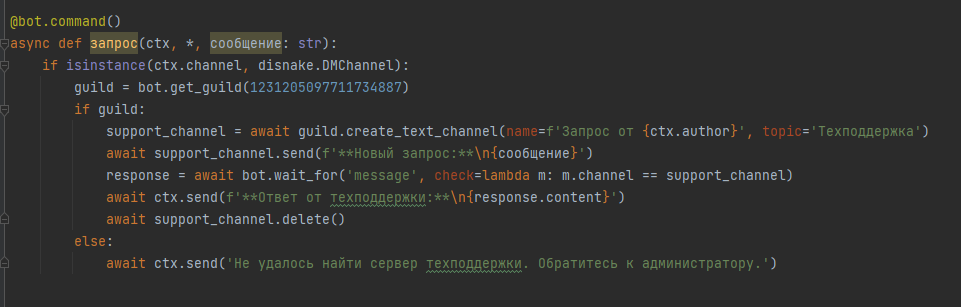 @bot.command()
async def запрос(ctx, *, сообщение: str):
    if isinstance(ctx.channel, disnake.DMChannel):
        guild = bot.get_guild(1231205097711734887)
        if guild:
            support_channel = await guild.create_text_channel(name=f'Запрос от {ctx.author}', topic='Техподдержка')
            await support_channel.send(f'**Новый запрос:**\n{сообщение}')
            response = await bot.wait_for('message', check=lambda m: m.channel == support_channel)
            await ctx.send(f'**Ответ от техподдержки:**\n{response.content}')
            await support_channel.delete()
        else:
            await ctx.send('Не удалось найти сервер техподдержки. Обратитесь к администратору.')